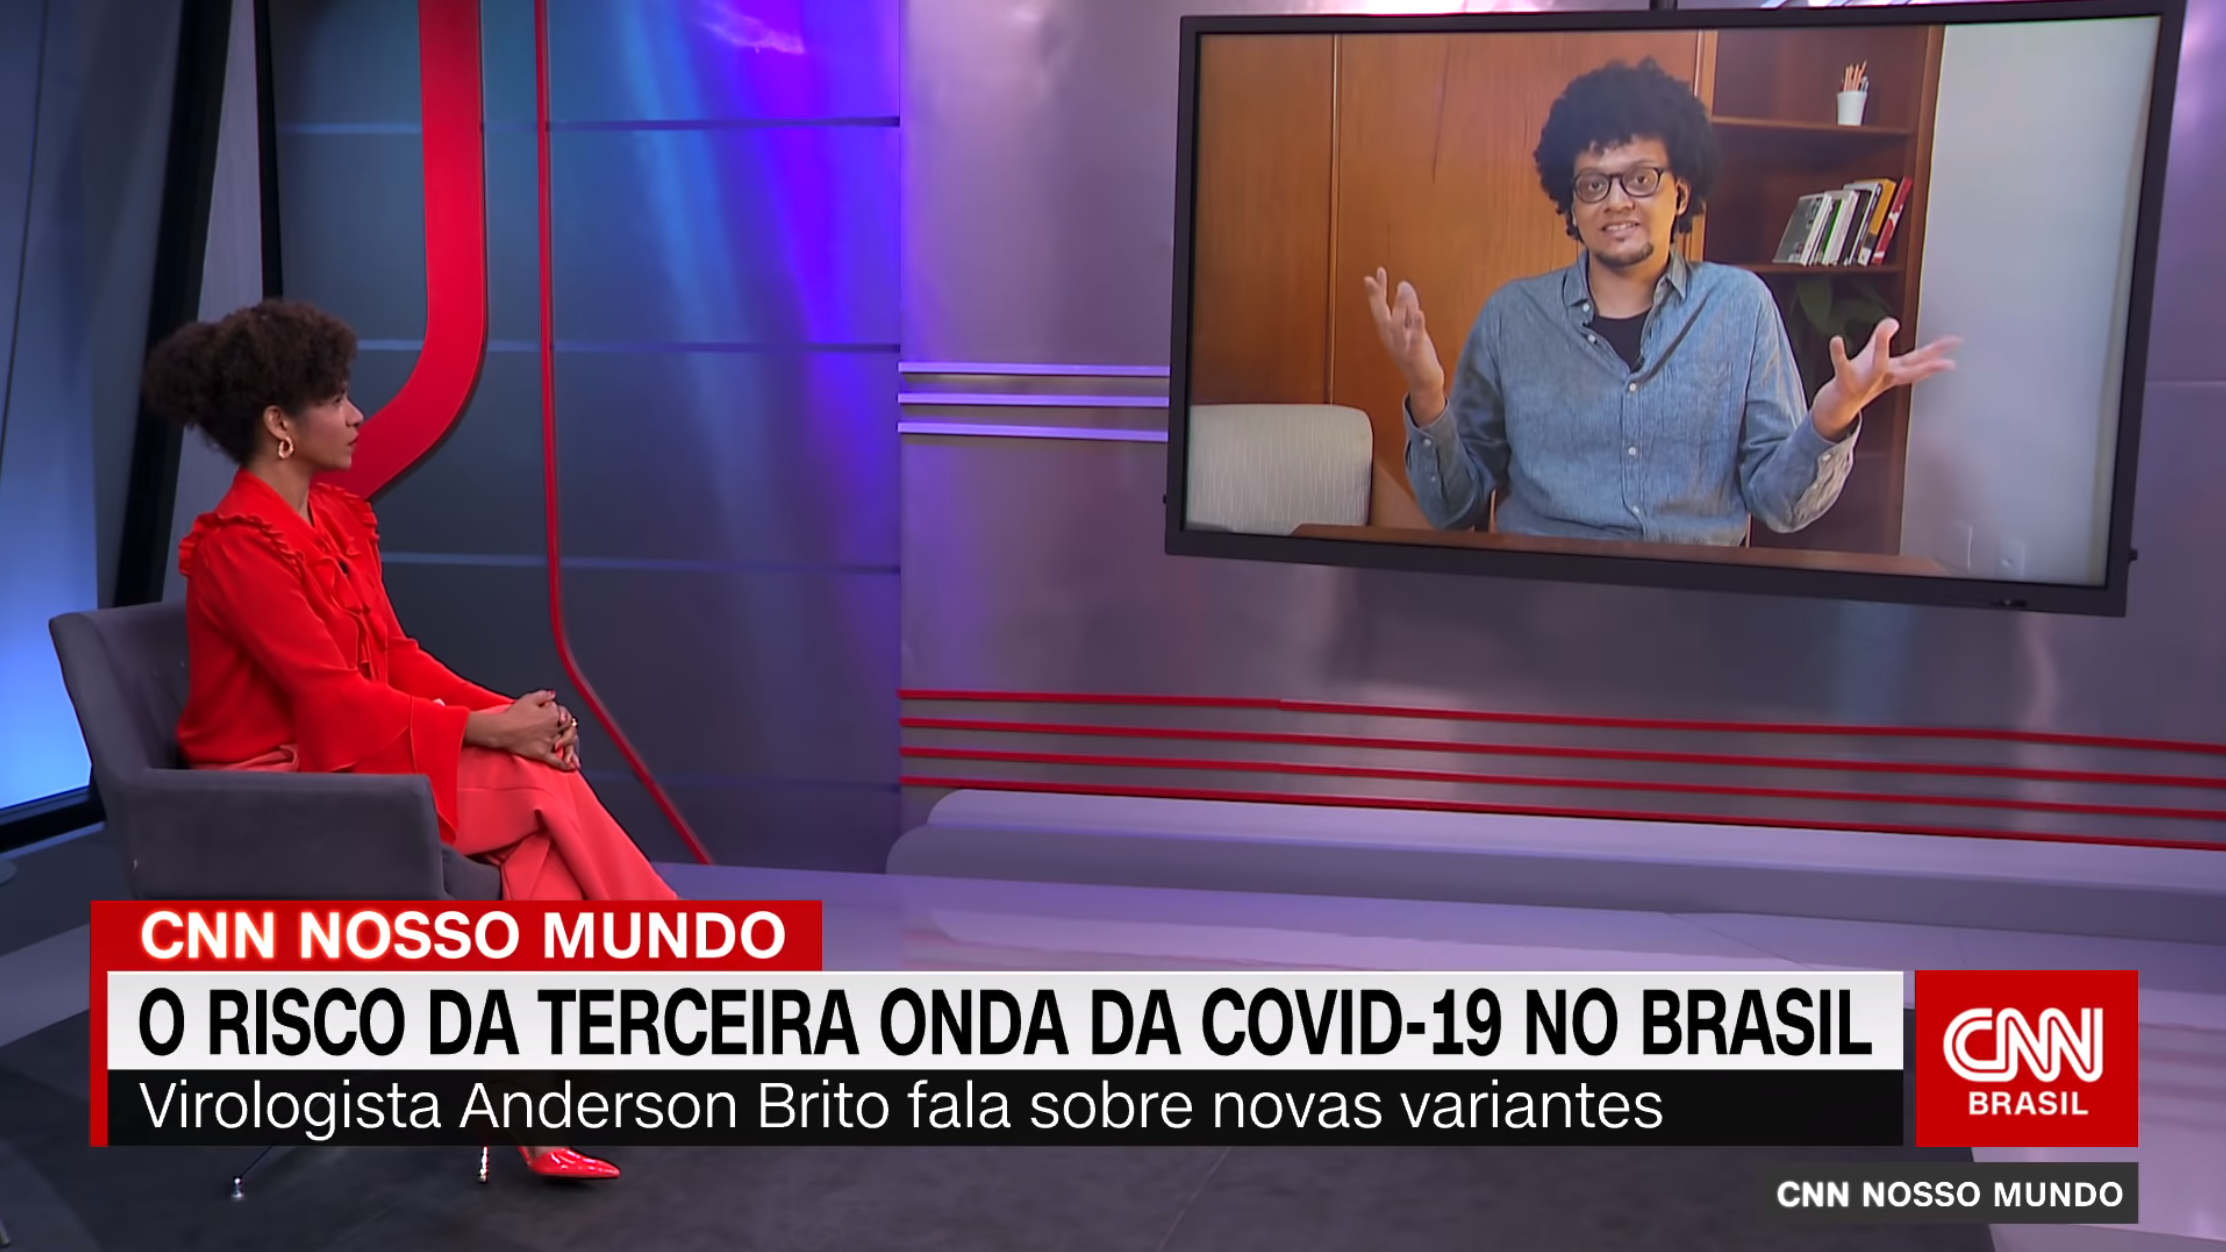 CNN NOSSO MUNDO
O RISCO DA TERCEIRA ONDA DA COVID-19 NO BRASIL
Virologista Anderson Brito fala sobre novas variantes
CNN
BRASIL
CNN NOSSO MUNDO